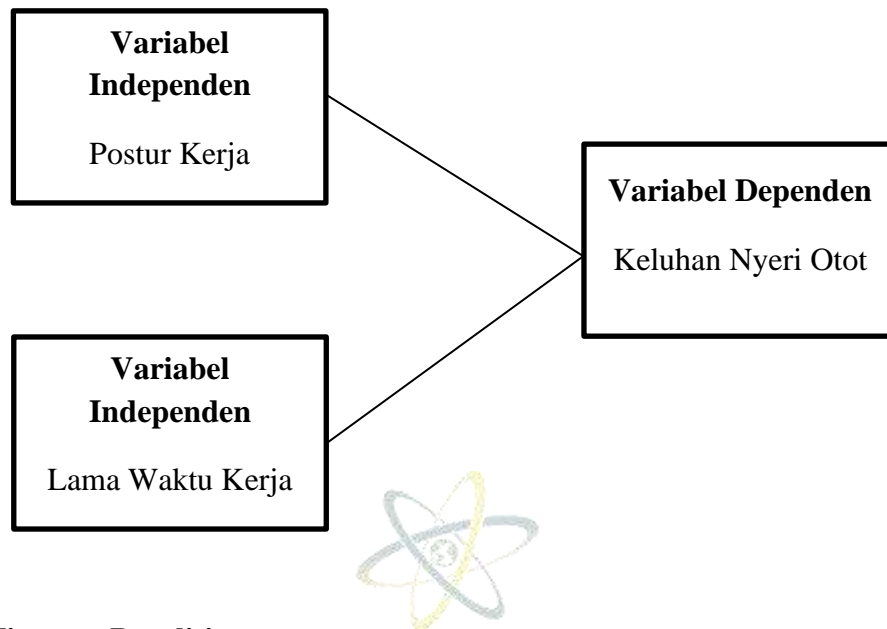 Variabel
Independen
Postur Kerja
Variabel Dependen
Keluhan Nyeri Otot
Variabel
Independen
Lama Waktu Kerja